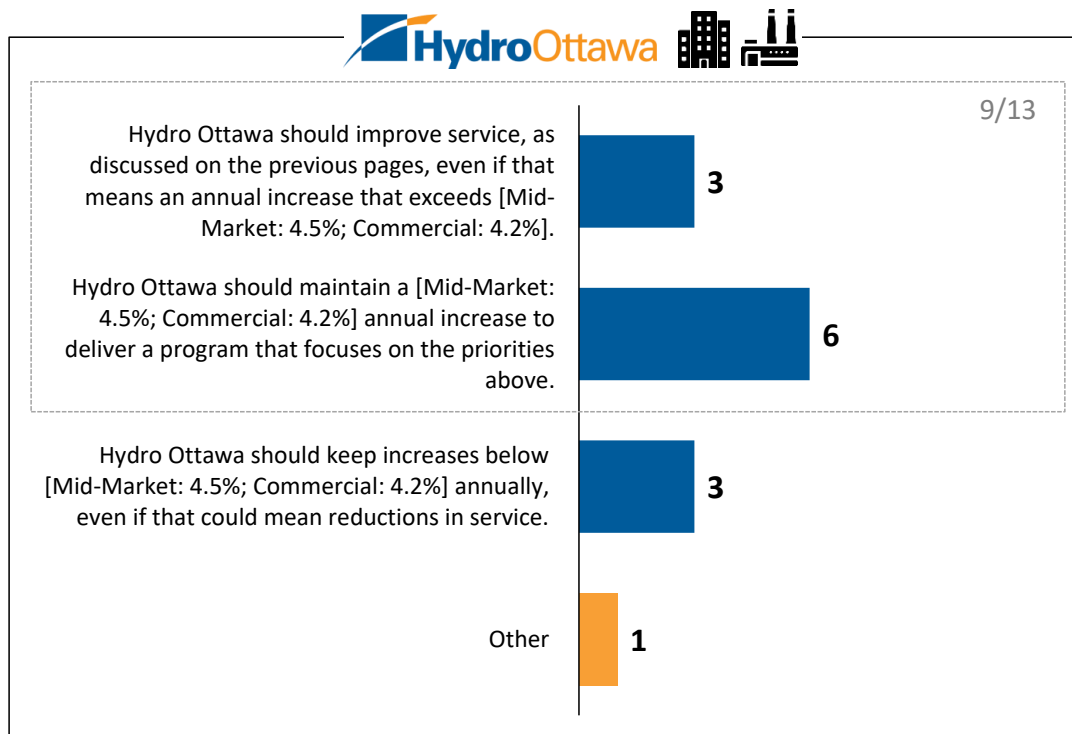 HydroOttawa
9/13
Hydro Ottawa should improve service, as
discussed on the previous pages, even if that
means an annual increase that exceeds [Mid-
Market: 4.5%; Commercial: 4.2%].
3
Hydro Ottawa should maintain a [Mid-Market:
4.5%; Commercial: 4.2%] annual increase to
deliver a program that focuses on the priorities
above.
6
Hydro Ottawa should keep increases below
[Mid-Market: 4.5%; Commercial: 4.2%] annually,
even if that could mean reductions in service.
3
Other
1